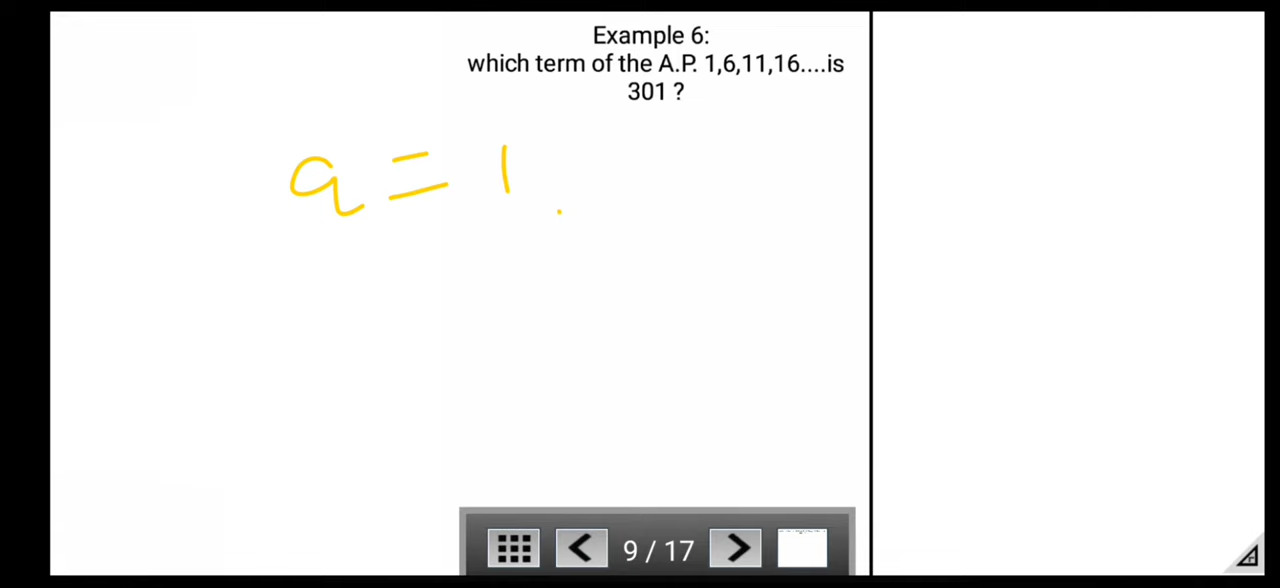 Example 6:
which term of the A.P. 1,6,11,16....is
301 ?
a = 1
9 / 17